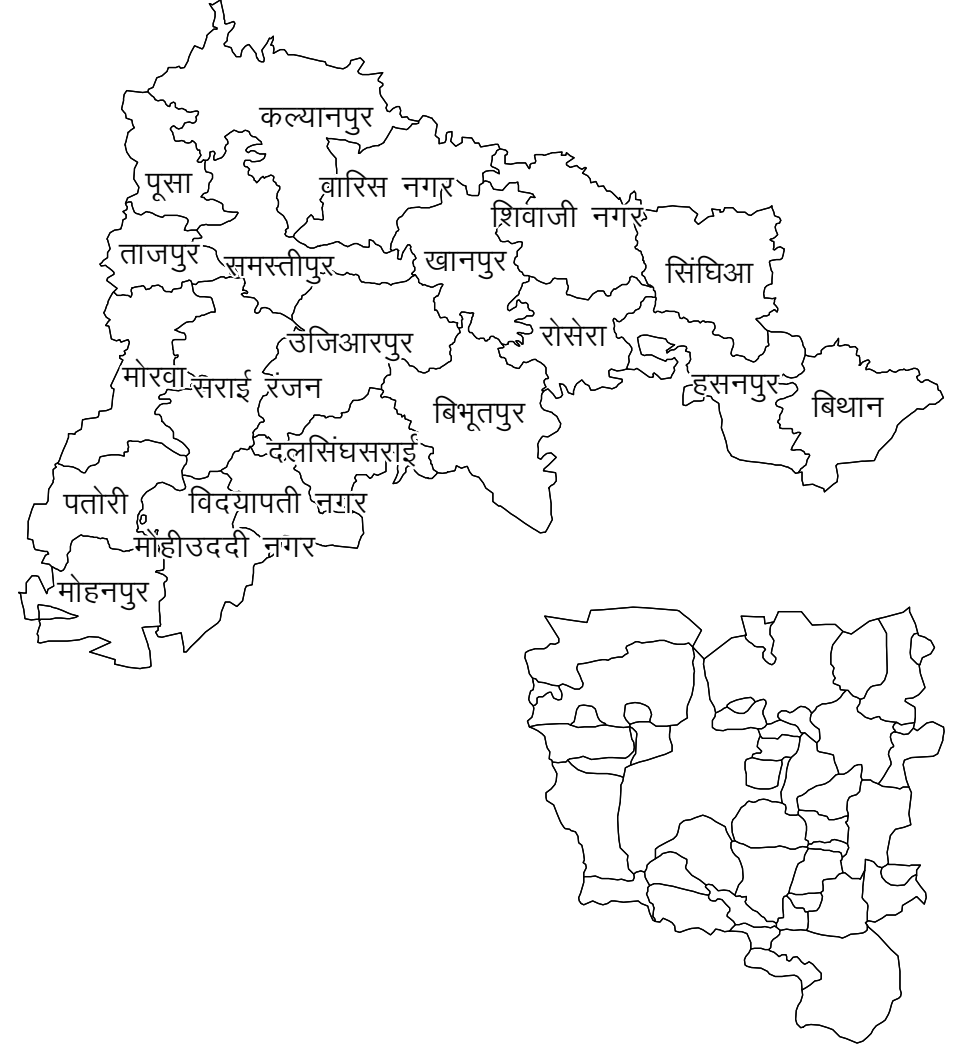 कल्यानपुर
पूसा
वारिस नगर
शिवाजी नगर
ताजपुर
समस्तीपुर
खानपुर
सिंघिआ
उजिआरपुर
रोसेरा
मोरवा
सराई रंजन
हसनपुर
बिभूतपुर
बिथान
दलसिंघसराई
पतोरी
विदयापती नगर
मोंहीउददी नगर
मोहनपुर